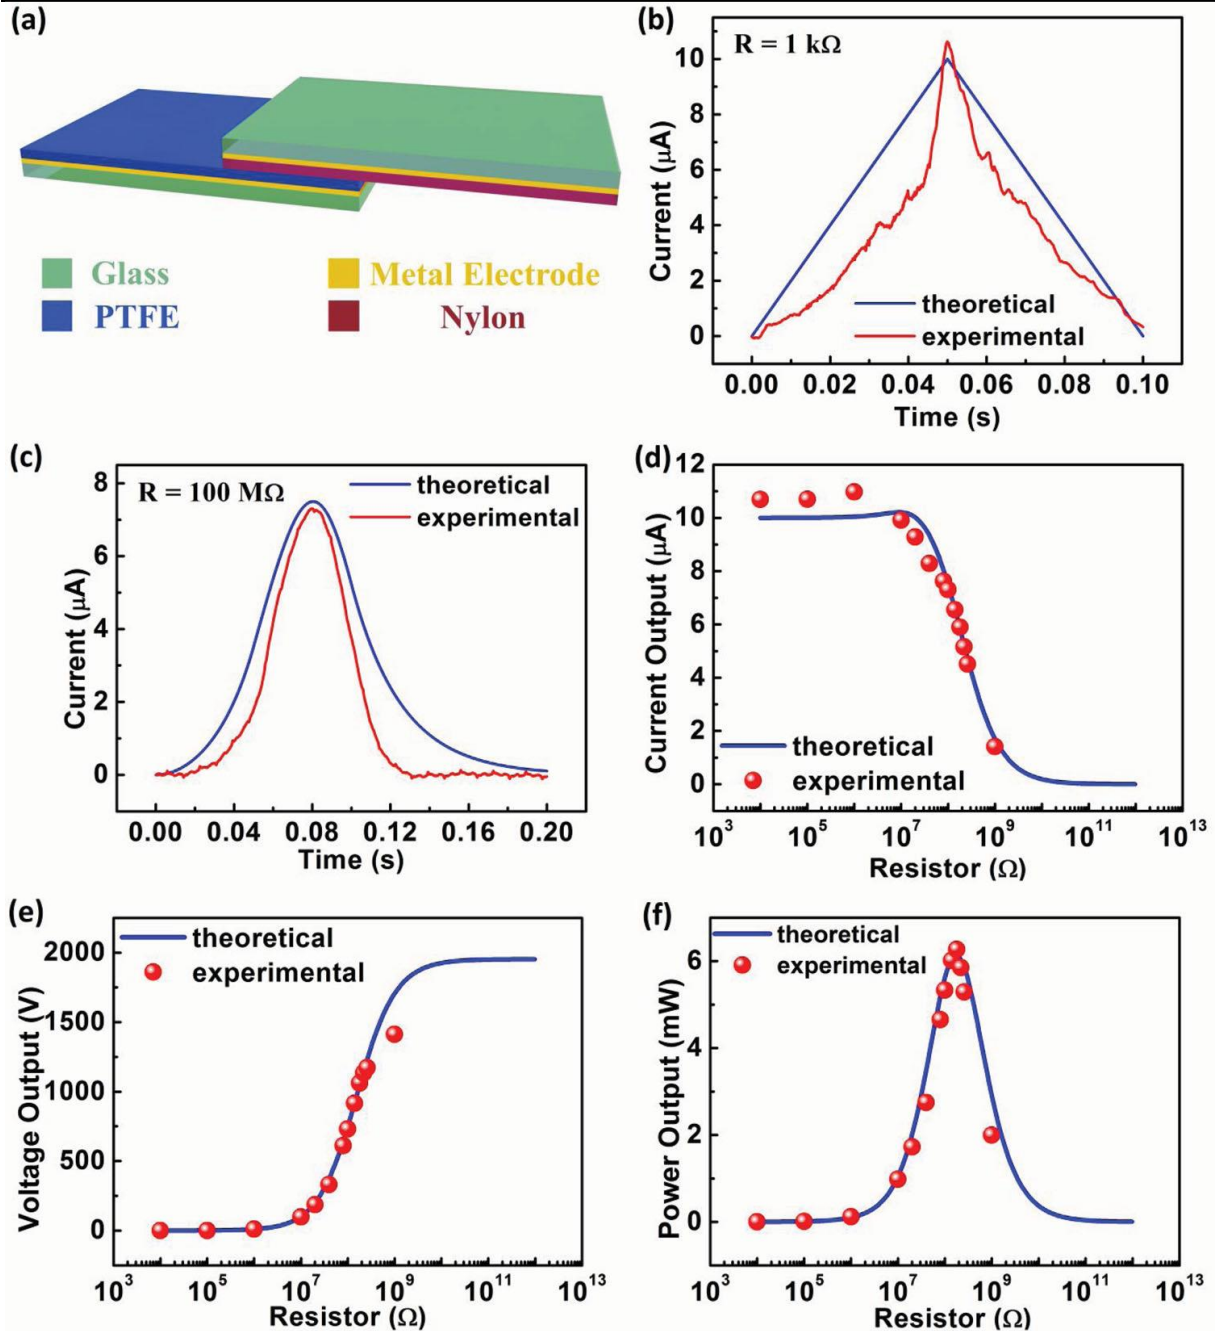 (a)
Glass
Metal Electrode
PTFE
Nylon
(b)
R = 1 kΩ
10
8
6
4
2
0
Current (μA)
theoretical
experimental
0.00 0.02 0.04 0.06 0.08 0.10
Time (s)
(c)
R = 100 MΩ
theoretical
experimental
8
6
4
2
0
Current (μA)
0.00 0.04 0.08 0.12 0.16 0.20
Time (s)
(d)
12
10
8
6
4
2
0
Current Output (μA)
theoretical
experimental
10³ 10⁵ 10⁷ 10⁹ 10¹¹ 10¹³
Resistor (Ω)
(e)
theoretical
experimental
2000
1500
1000
500
0
Voltage Output (V)
10³ 10⁵ 10⁷ 10⁹ 10¹¹ 10¹³
Resistor (Ω)
(f)
theoretical
experimental
6
4
2
0
Power Output (mW)
10³ 10⁵ 10⁷ 10⁹ 10¹¹ 10¹³
Resistor (Ω)